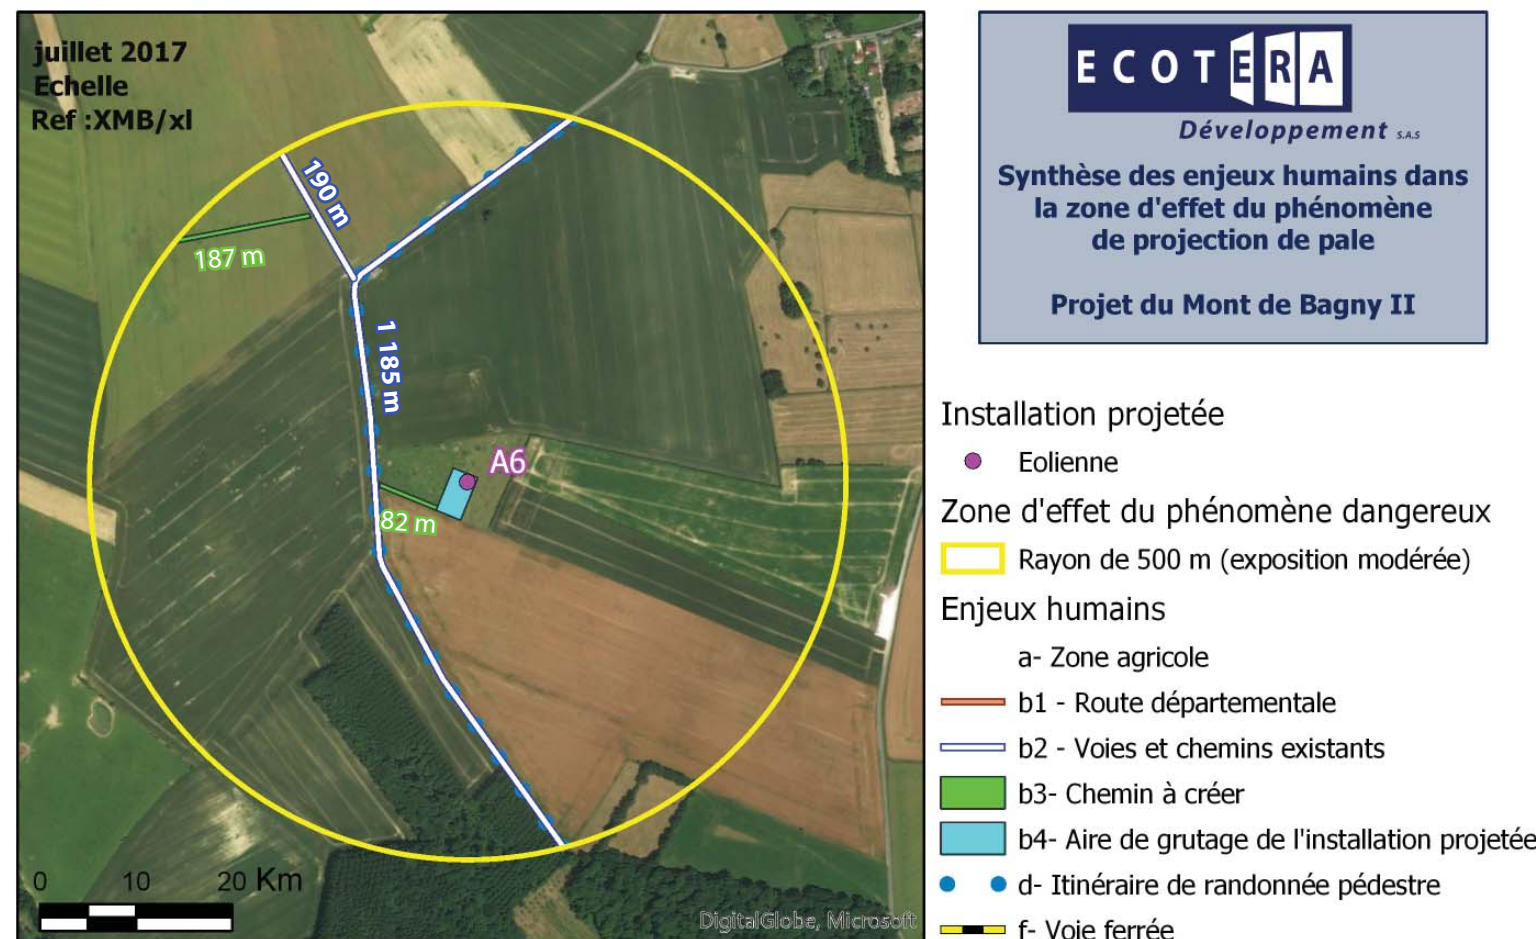 juillet 2017
Echelle
Ref :XMB/xl
190 m
187 m
1 185 m
A6
82 m
0 10 20 Km
DigitalGlobe, Microsoft
ECOTERA
Développement S.A.S
Synthèse des enjeux humains dans
la zone d'effet du phénomène
de projection de pale
Projet du Mont de Bagny II
Installation projetée
Eolienne
Zone d'effet du phénomène dangereux
Rayon de 500 m (exposition modérée)
Enjeux humains
a- Zone agricole
b1 - Route départementale
b2 - Voies et chemins existants
b3- Chemin à créer
b4- Aire de grutage de l'installation projetée
d- Itinéraire de randonnée pédestre
f- Voie ferrée